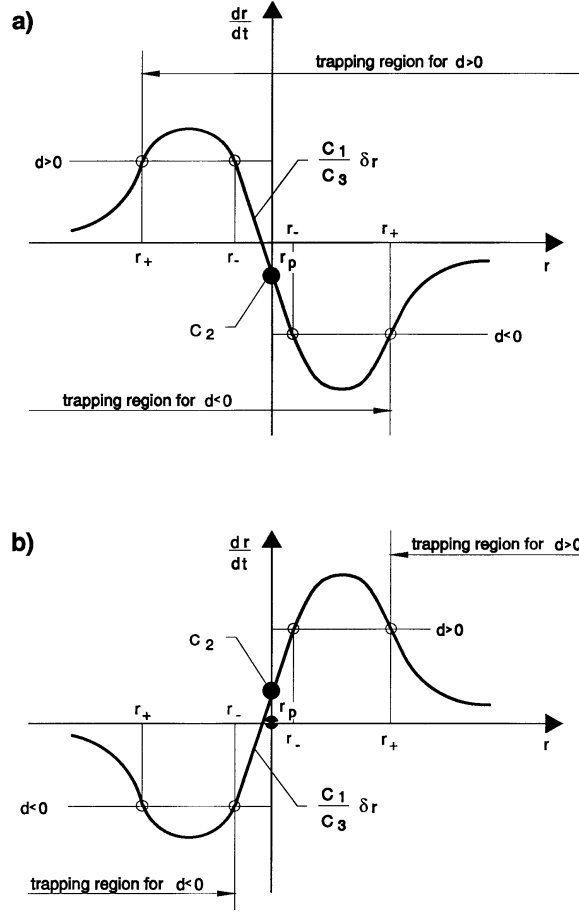 a)
dr
dt
trapping region for d>0
d>0
C₁
C₃ δr
r₋
r₊
r₊
r₋
rₚ
r
C₂
d<0
trapping region for d<0
b)
dr
dt
trapping region for d>0
C₂
d>0
r₊
r₋
rₚ
r₋
r₊
r
d<0
C₁
C₃ δr
trapping region for d<0